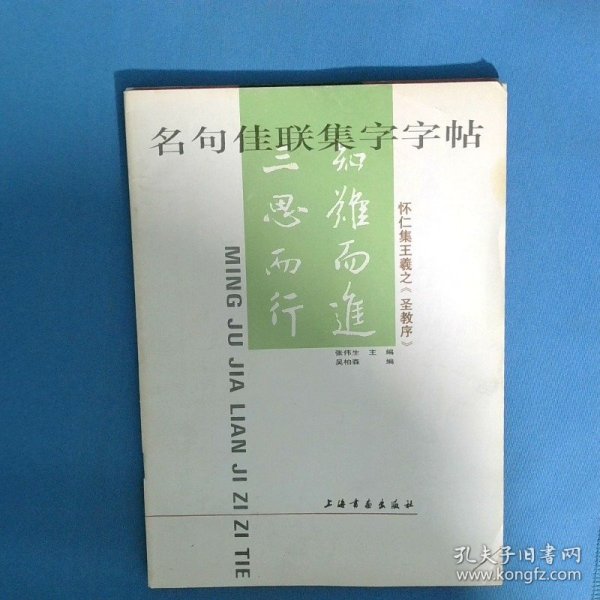 名句佳联集字字帖
知難而進
三思而行
怀仁集王羲之《圣教序》
张伟生 主 编
吴柏森 编
MING JU JIA LIAN JI ZI ZI TIE
上海书画出版社
孔夫子旧书网
www.kongfz.com